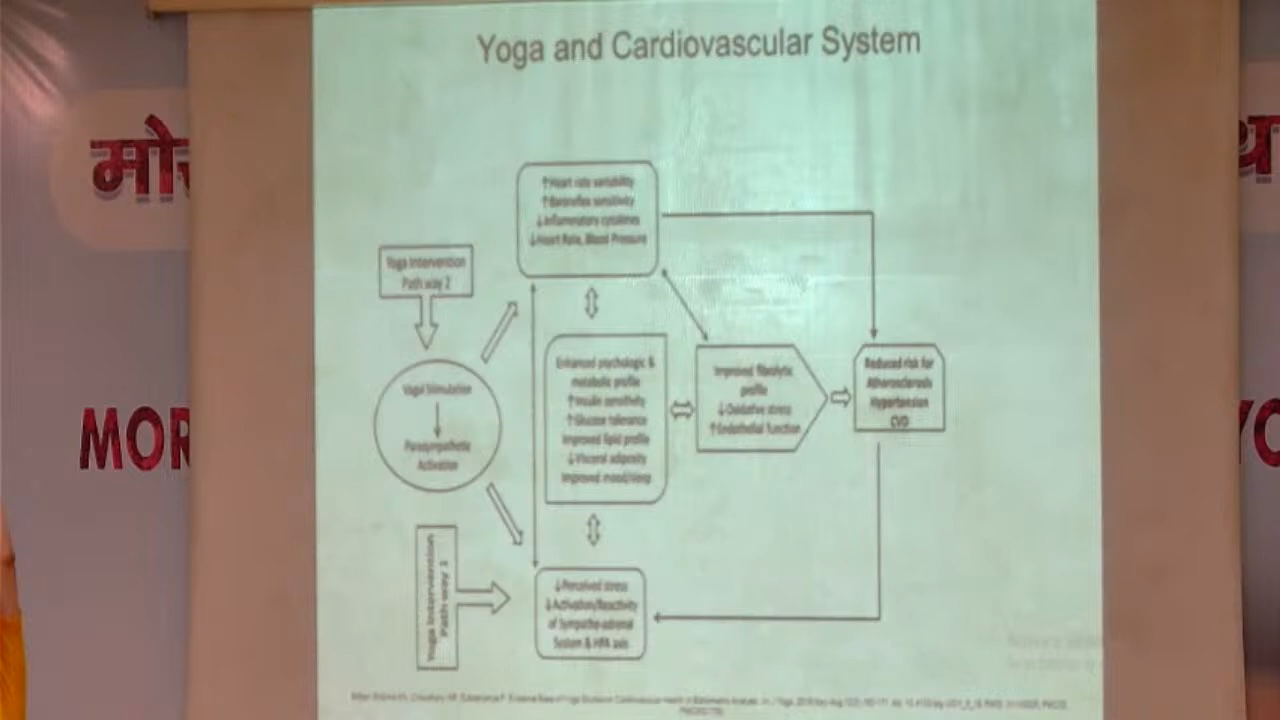 Yoga and Cardiovascular System
मो
MOR
↑Heart rate variability
↑Baroreflex sensitivity
↓Inflammatory cytokines
↓Heart Rate, Blood Pressure
Yoga Intervention
Path way 2
Vagal Stimulation
Parasympathetic
Activation
Enhanced psychologic &
metabolic profile
↑Insulin sensitivity
↑Glucose tolerance
Improved lipid profile
↓Visceral adiposity
Improved mood/sleep
Improved fibrolytic
profile
↓Oxidative stress
↑Endothelial function
Reduced risk for
Atherosclerosis
Hypertension
CVD
Yoga Intervention
Path way 1
↓Perceived stress
↓Activation/Reactivity
of Sympatho-adrenal
System & HPA axis